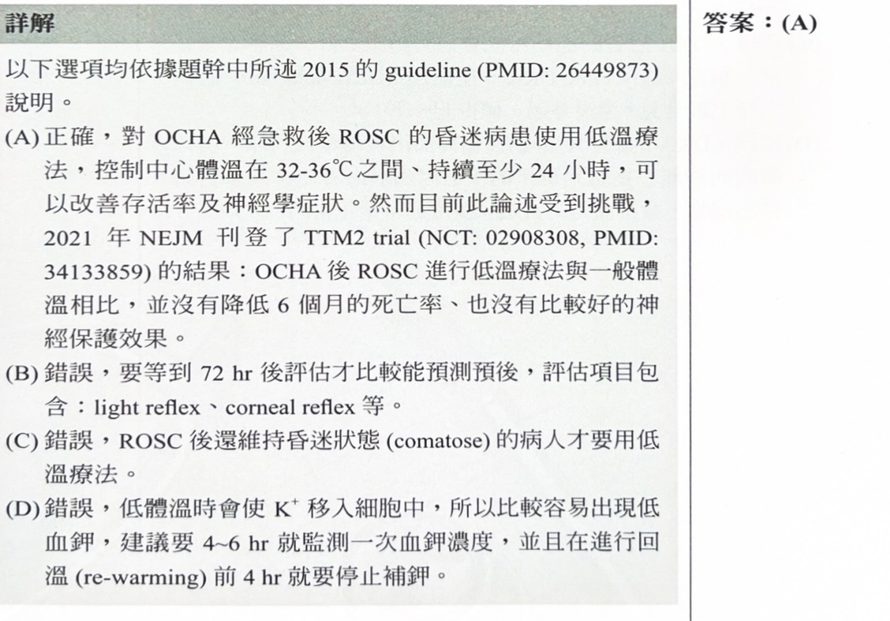 詳解
答案：(A)
以下選項均依據題幹中所述 2015 的 guideline (PMID: 26449873)
說明。
(A) 正確，對 OCHA 經急救後 ROSC 的昏迷病患使用低溫療
法，控制中心體溫在 32-36℃之間、持續至少 24 小時，可
以改善存活率及神經學症狀。然而目前此論述受到挑戰，
2021 年 NEJM 刊登了 TTM2 trial (NCT: 02908308, PMID:
34133859) 的結果：OCHA 後 ROSC 進行低溫療法與一般體
溫相比，並沒有降低 6 個月的死亡率、也沒有比較好的神
經保護效果。
(B) 錯誤，要等到 72 hr 後評估才比較能預測預後，評估項目包
含：light reflex、corneal reflex 等。
(C) 錯誤，ROSC 後還維持昏迷狀態 (comatose) 的病人才要用低
溫療法。
(D) 錯誤，低體溫時會使 K⁺ 移入細胞中，所以比較容易出現低
血鉀，建議要 4~6 hr 就監測一次血鉀濃度，並且在進行回
溫 (re-warming) 前 4 hr 就要停止補鉀。